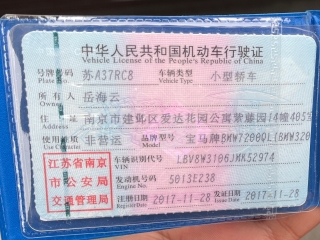 中华人民共和国机动车行驶证
Vehicle License of the People's Republic of China
号牌号码 苏A37RC8 车辆类型 小型轿车
Plate No. Vehicle Type
所有人 岳海云
Owner
住址 南京市建邺区爱达花园公寓紫藤园14幢405室
Address
使用性质 非营运 品牌型号 宝马牌BMW7200QL(BMW320
Use Character Model
江苏省南京市公安局交通管理局
车辆识别代号 LBV8W3106JMK52974
VIN
发动机号码 5013E238
Engine No.
注册日期 2017-11-28 发证日期 2017-11-28
Register Date Issue Date